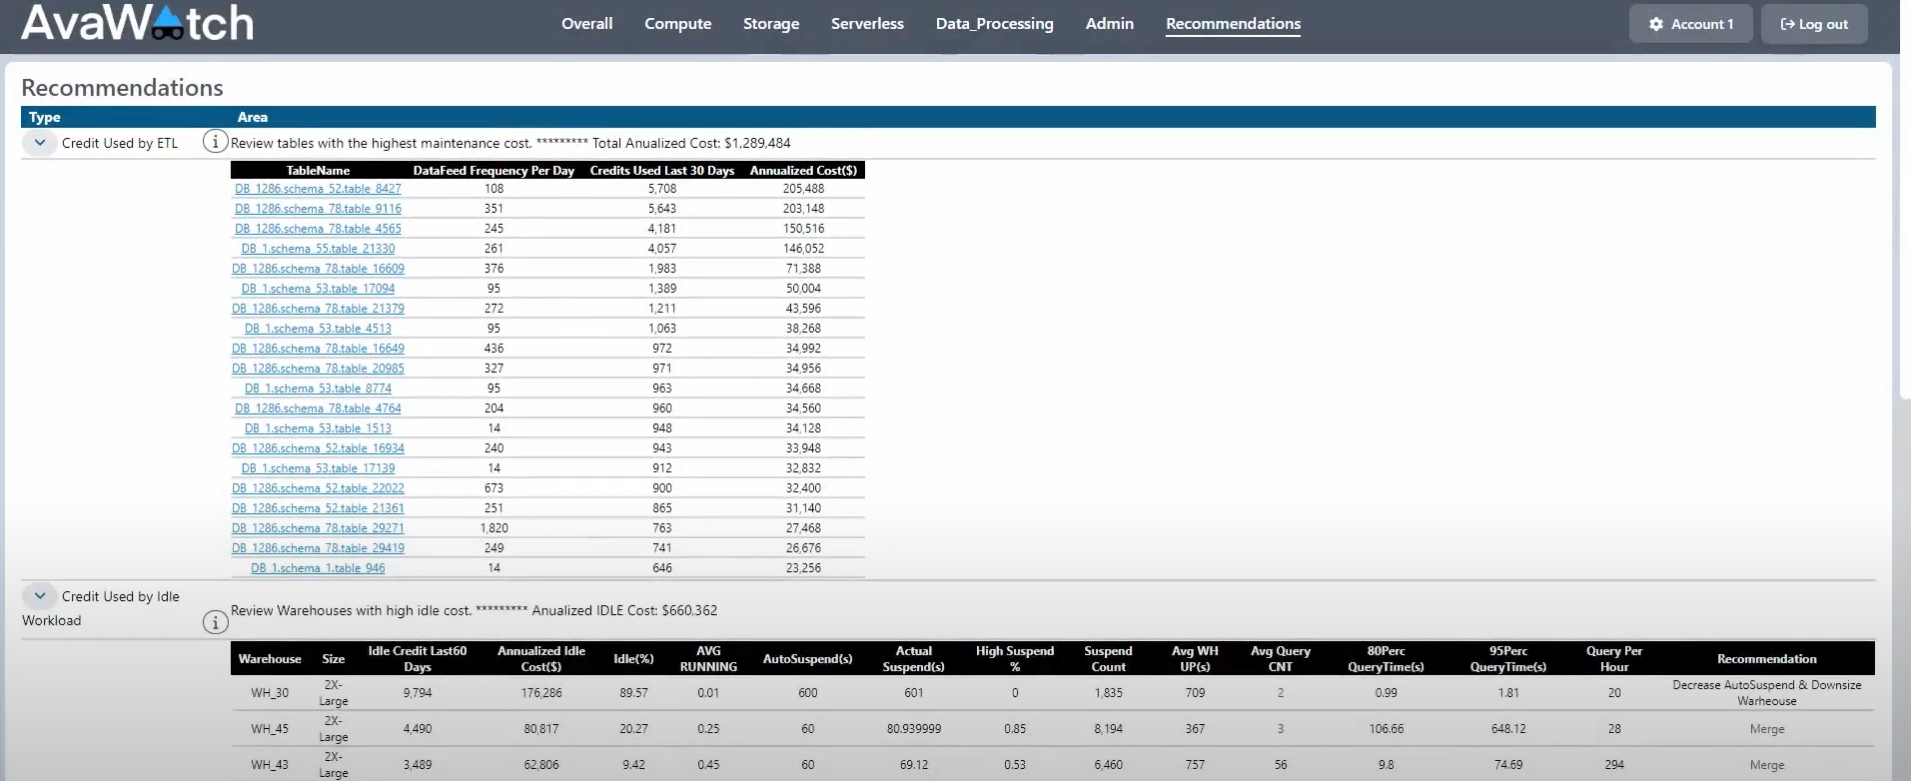 AvaWatch
Overall Compute Storage Serverless Data_Processing Admin Recommendations Account 1 Log out
Recommendations
Type Area
Credit Used by ETL i Review tables with the highest maintenance cost. ********* Total Anualized Cost: $1,289,484
TableName DataFeed Frequency Per Day Credits Used Last 30 Days Annualized Cost($)
DB_1286.schema_52.table_8427 108 5,708 205,488
DB_1286.schema_78.table_9116 351 5,643 203,148
DB_1286.schema_78.table_4565 245 4,181 150,516
DB_1.schema_55.table_21330 261 4,057 146,052
DB_1286.schema_78.table_16609 376 1,983 71,388
DB_1.schema_53.table_17094 95 1,389 50,004
DB_1286.schema_78.table_21379 272 1,211 43,596
DB_1.schema_53.table_4513 95 1,063 38,268
DB_1286.schema_78.table_16649 436 972 34,992
DB_1286.schema_78.table_20985 327 971 34,956
DB_1.schema_53.table_8774 95 963 34,668
DB_1286.schema_78.table_4764 204 960 34,560
DB_1.schema_53.table_1513 14 948 34,128
DB_1286.schema_52.table_16934 240 943 33,948
DB_1.schema_53.table_17139 14 912 32,832
DB_1286.schema_52.table_22022 673 900 32,400
DB_1286.schema_52.table_21361 251 865 31,140
DB_1286.schema_78.table_29271 1,820 763 27,468
DB_1286.schema_78.table_29419 249 741 26,676
DB_1.schema_1.table_946 14 646 23,256
Credit Used by Idle
Workload i Review Warehouses with high idle cost. ********* Anualized IDLE Cost: $660,362
Warehouse Size Idle Credit Last60 Days Annualized Idle Cost($) Idle(%) AVG RUNNING AutoSuspend(s) Actual Suspend(s) High Suspend % Suspend Count Avg WH UP(s) Avg Query CNT 80Perc QueryTime(s) 95Perc QueryTime(s) Query Per Hour Recommendation
WH_30 2X-Large 9,794 176,286 89.57 0.01 600 601 0 1,835 709 2 0.99 1.81 20 Decrease AutoSuspend & Downsize Warheouse
WH_45 2X-Large 4,490 80,817 20.27 0.25 60 80.939999 0.85 8,194 367 3 106.66 648.12 28 Merge
WH_43 2X-Large 3,489 62,806 9.42 0.45 60 69.12 0.53 6,460 757 56 9.8 74.69 294 Merge